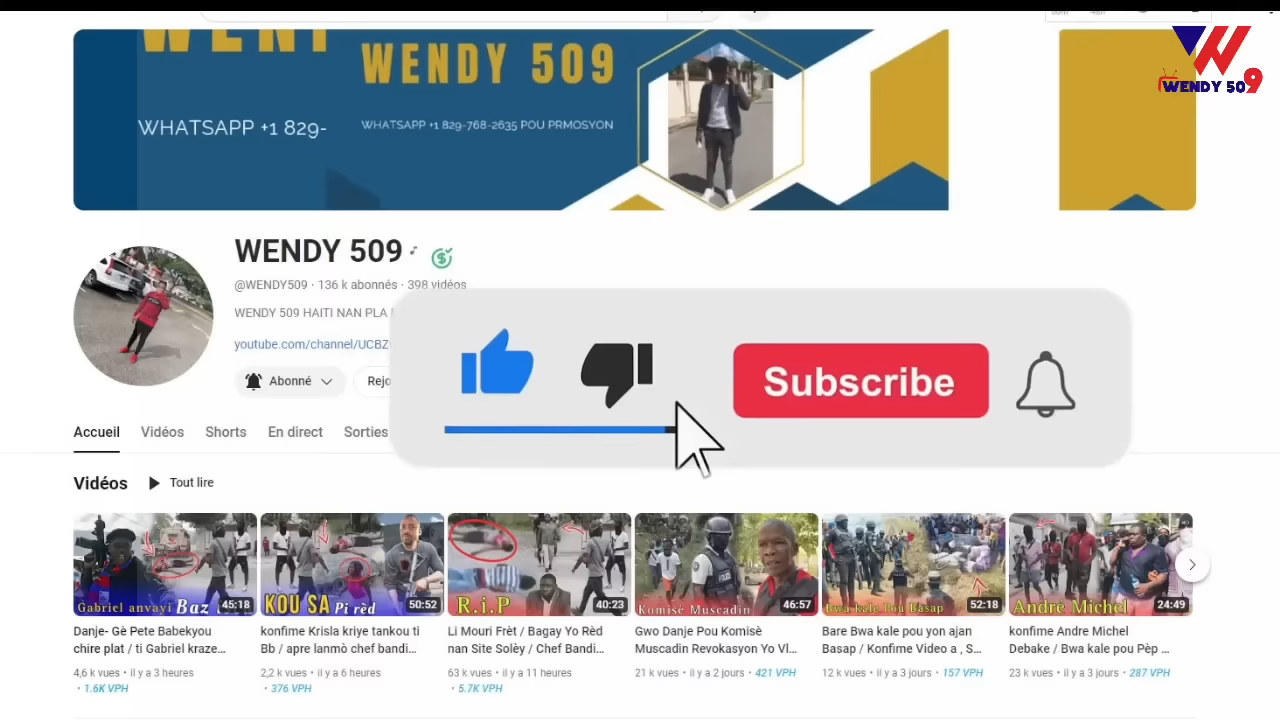 WENDY 509
WENDY 509
WHATSAPP +1 829-
WHATSAPP +1 829-768-2635 POU PRMOSYON
WENDY 509
@WENDY509 · 136 k abonnés · 398 vidéos
WENDY 509 HAITI NAN PLA
youtube.com/channel/UCBZ
Abonné
Rejo
Subscribe
Accueil
Vidéos
Shorts
En direct
Sorties
Vidéos
Tout lire
Gabriel anvayi Baz
45:18
KOU SA Pi rèd
50:52
R.i.P
40:23
Komisé Muscadin
46:57
Bwa kale Pou Basap
52:18
Andre Michel
24:49
Danje- Gè Pete Babekyou
chire plat / ti Gabriel kraze...
4,6 k vues • il y a 3 heures
• 1.6K VPH
konfime Krisla kriye tankou ti
Bb / apre lanmò chef bandi...
2,2 k vues • il y a 6 heures
• 376 VPH
Li Mouri Frèt / Bagay Yo Rèd
nan Site Solèy / Chef Bandi...
63 k vues • il y a 11 heures
• 5.7K VPH
Gwo Danje Pou Komisè
Muscadin Revokasyon Yo Vl...
21 k vues • il y a 2 jours • 421 VPH
Bare Bwa kale pou yon ajan
Basap / Konfime Video a , S...
12 k vues • il y a 3 jours • 157 VPH
konfime Andre Michel
Debake / Bwa kale pou Pèp ...
23 k vues • il y a 3 jours • 287 VPH